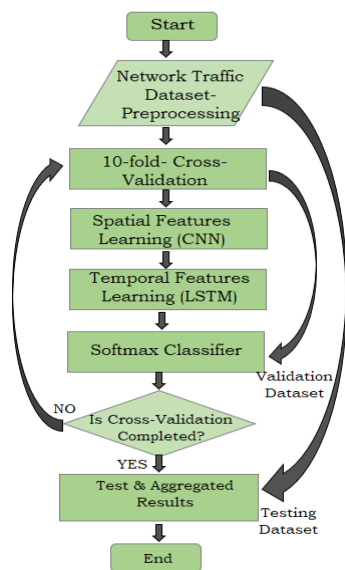 Start
Network Traffic
Dataset-
Preprocessing
10-fold- Cross-
Validation
Spatial Features
Learning (CNN)
Temporal Features
Learning (LSTM)
Softmax Classifier
Validation
Dataset
NO
Is Cross-Validation
Completed?
YES
Test & Aggregated
Results
Testing
Dataset
End